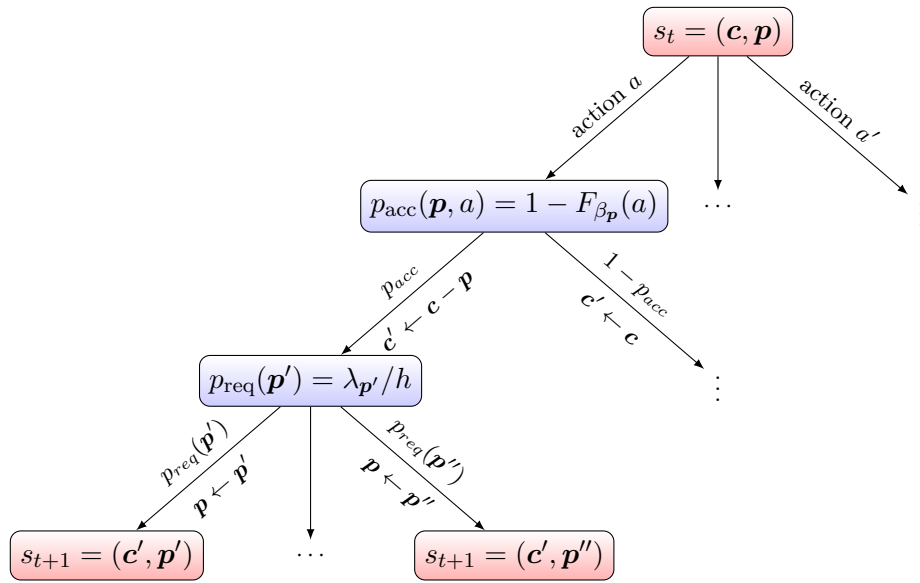 s_t = (c, p)
action a
action a′
p_acc(p, a) = 1 − F_{β_p}(a)
...
p_acc
c′ ← c − p
1 − p_acc
c′ ← c
p_req(p′) = λ_{p′}/h
⋮
p_req(p′)
p ← p′
p_req(p″)
p ← p″
s_{t+1} = (c′, p′)
...
s_{t+1} = (c′, p″)